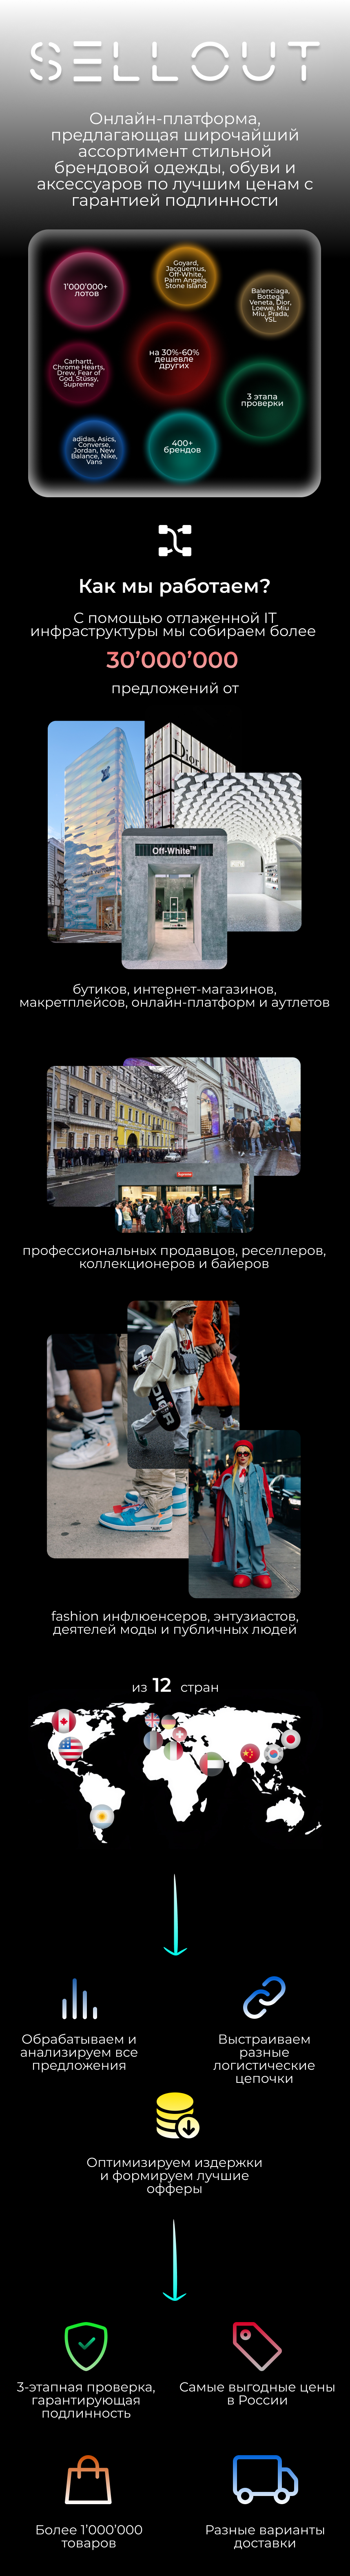 SELLOUT
Онлайн-платформа,
предлагающая широчайший
ассортимент стильной
брендовой одежды, обуви и
аксессуаров по лучшим ценам с
гарантией подлинности
1'000'000+
лотов
Goyard,
Jacquemus,
Off-White,
Palm Angels,
Stone Island
Balenciaga,
Bottega
Veneta, Dior,
Loewe, Miu
Miu, Prada,
YSL
Carhartt,
Chrome Hearts,
Drew, Fear of
God, Stüssy,
Supreme
на 30%-60%
дешевле
других
3 этапа
проверки
adidas, Asics,
Converse,
Jordan, New
Balance, Nike,
Vans
400+
брендов
Как мы работаем?
С помощью отлаженной IT
инфраструктуры мы собираем более
30’000’000
предложений от
Dior
Off-White™
бутиков, интернет-магазинов,
макретплейсов, онлайн-платформ и аутлетов
Supreme
профессиональных продавцов, реселлеров,
коллекционеров и байеров
DIOR
"AIR"
fashion инфлюенсеров, энтузиастов,
деятелей моды и публичных людей
из 12 стран
Обрабатываем и
анализируем все
предложения
Выстраиваем
разные
логистические
цепочки
Оптимизируем издержки
и формируем лучшие
офферы
3-этапная проверка,
гарантирующая
подлинность
Самые выгодные цены
в России
Более 1’000’000
товаров
Разные варианты
доставки